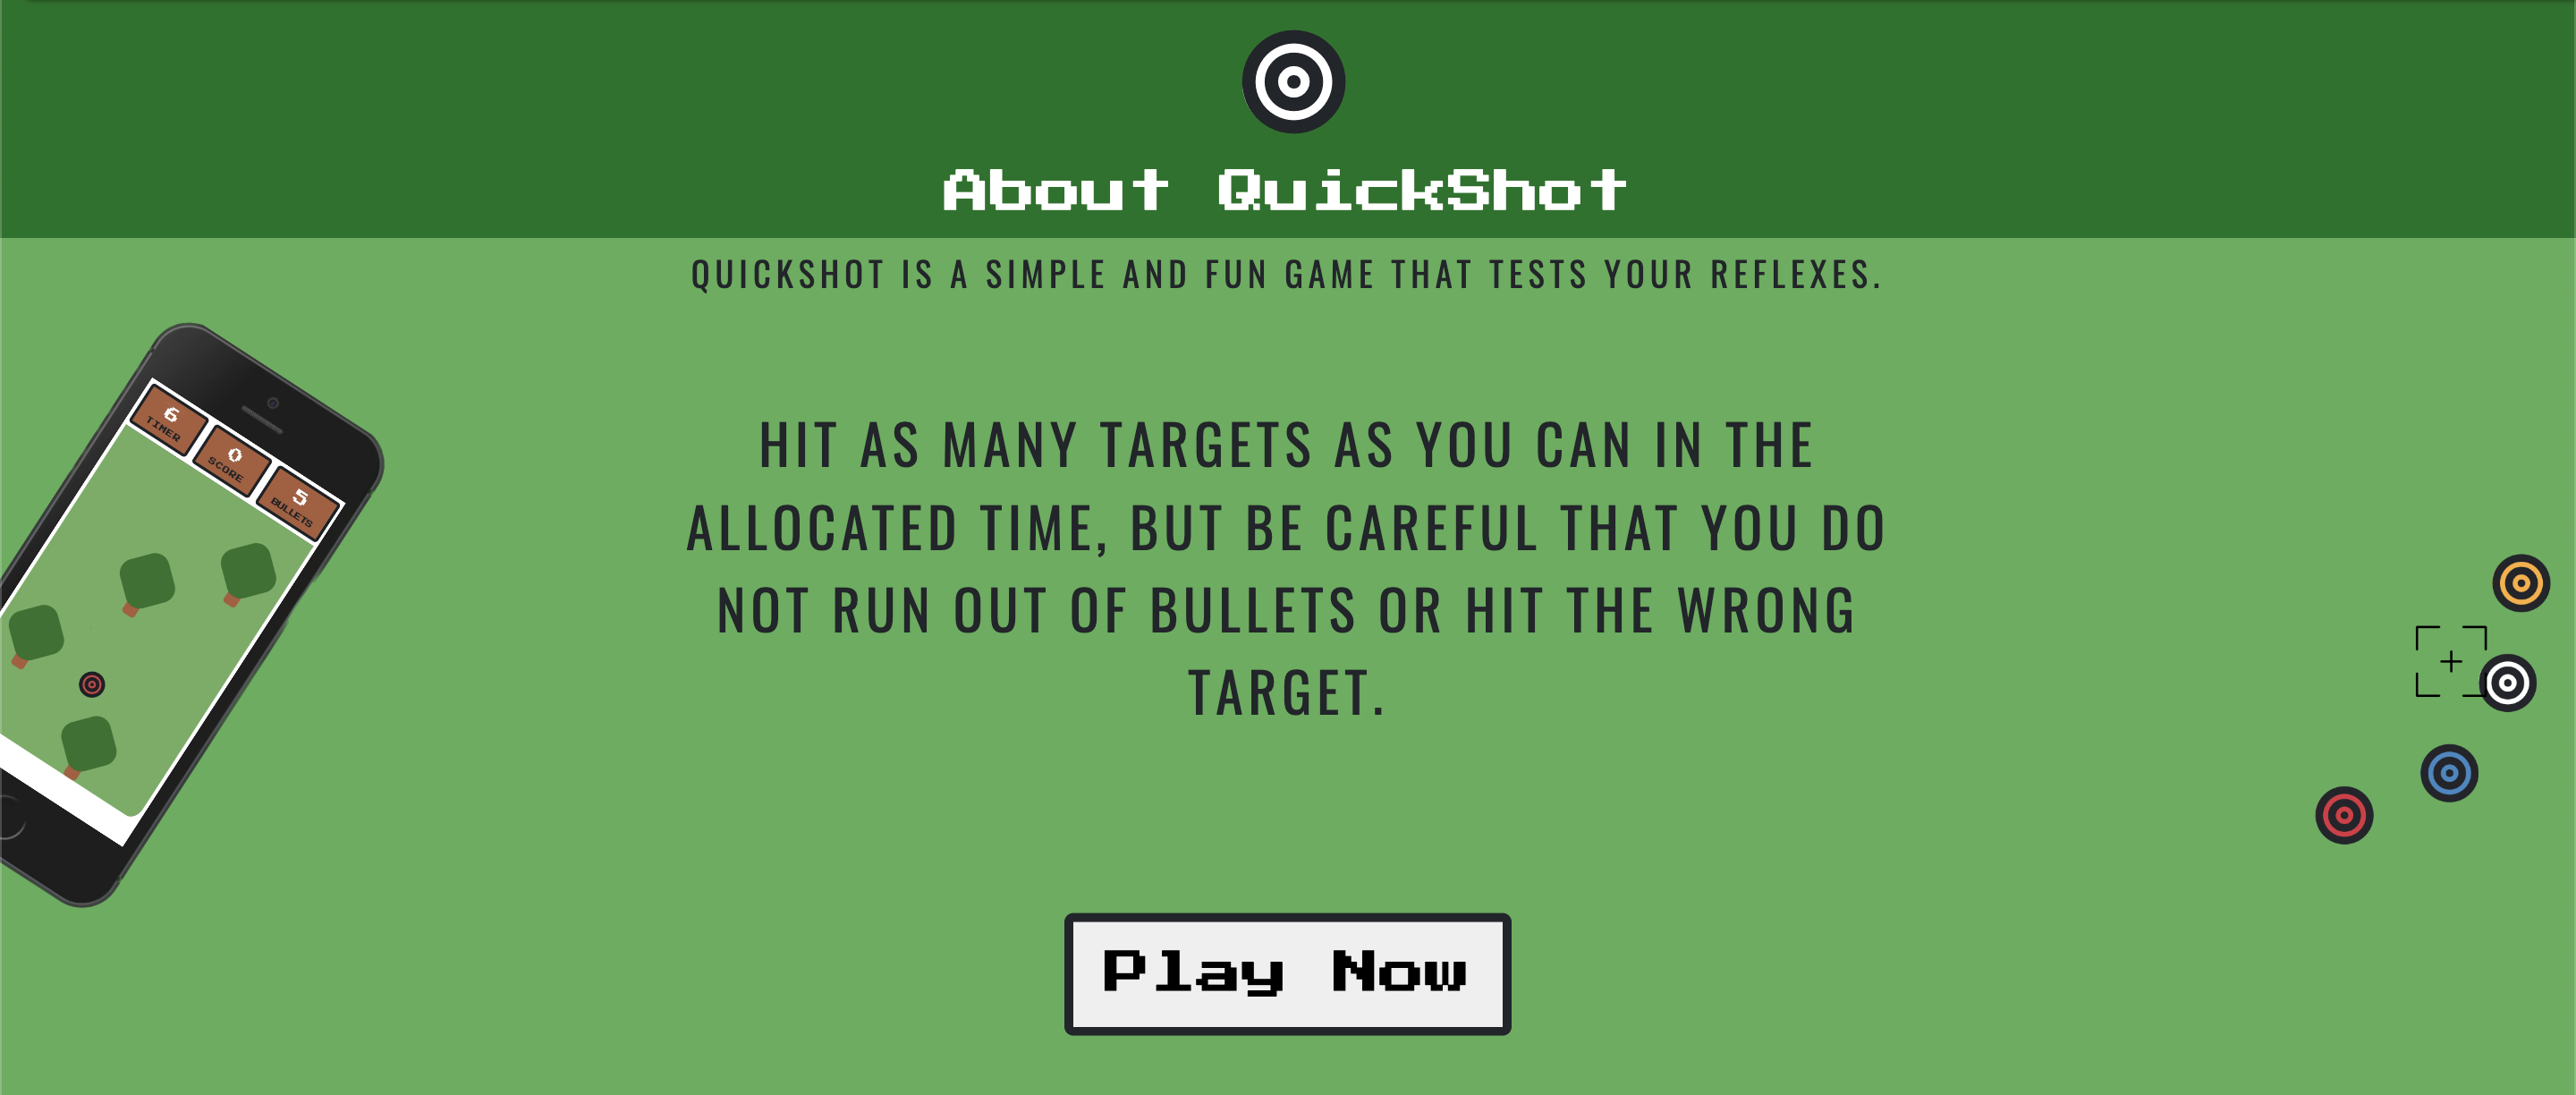 About QuickShot
QUICKSHOT IS A SIMPLE AND FUN GAME THAT TESTS YOUR REFLEXES.
6
TIMER
0
SCORE
5
BULLETS
HIT AS MANY TARGETS AS YOU CAN IN THE
ALLOCATED TIME, BUT BE CAREFUL THAT YOU DO
NOT RUN OUT OF BULLETS OR HIT THE WRONG
TARGET.
Play Now